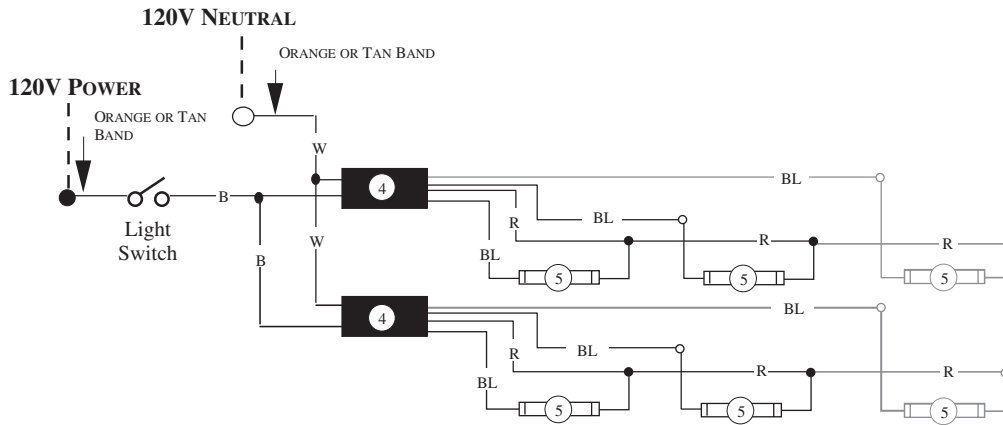 120V NEUTRAL
ORANGE OR TAN BAND
120V POWER
ORANGE OR TAN
BAND
W
4
BL
B
Light
Switch
BL
R
R
R
W
BL
B
5
5
5
4
BL
BL
R
R
R
BL
5
5
5